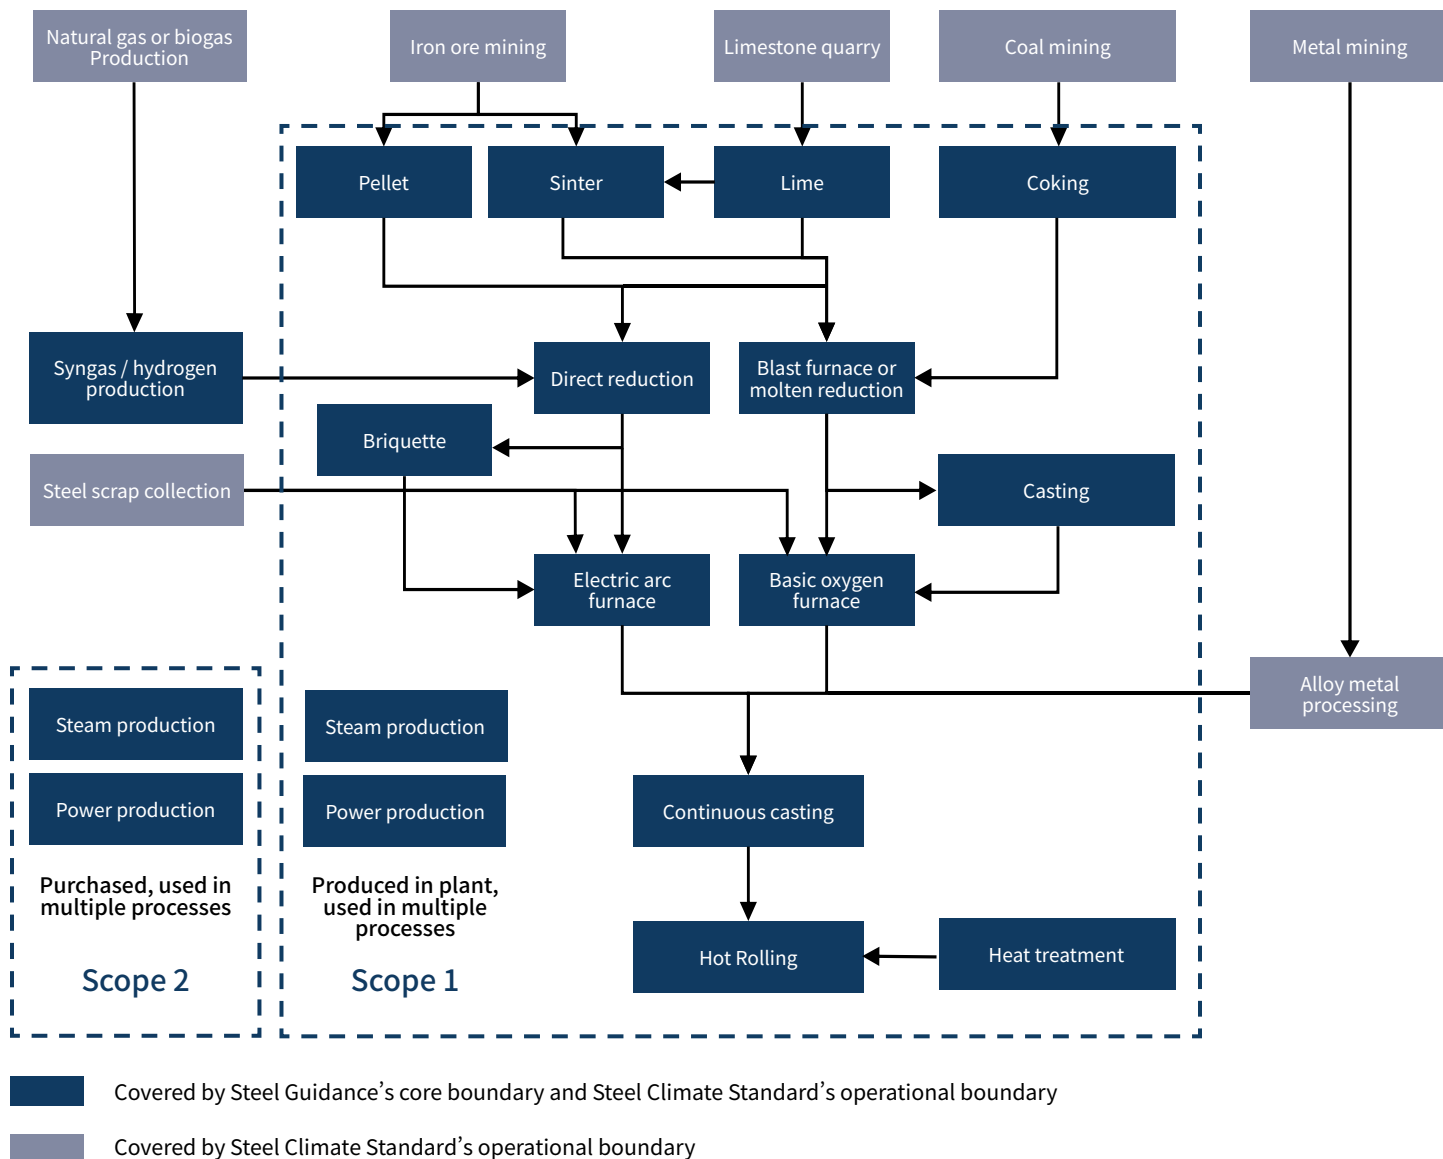 Natural gas or biogas
Production
Iron ore mining
Limestone quarry
Coal mining
Metal mining
Pellet
Sinter
Lime
Coking
Syngas / hydrogen
production
Direct reduction
Blast furnace or
molten reduction
Briquette
Steel scrap collection
Casting
Electric arc
furnace
Basic oxygen
furnace
Alloy metal
processing
Steam production
Power production
Purchased, used in
multiple processes
Scope 2
Steam production
Power production
Produced in plant,
used in multiple
processes
Scope 1
Continuous casting
Hot Rolling
Heat treatment
Covered by Steel Guidance’s core boundary and Steel Climate Standard’s operational boundary
Covered by Steel Climate Standard’s operational boundary